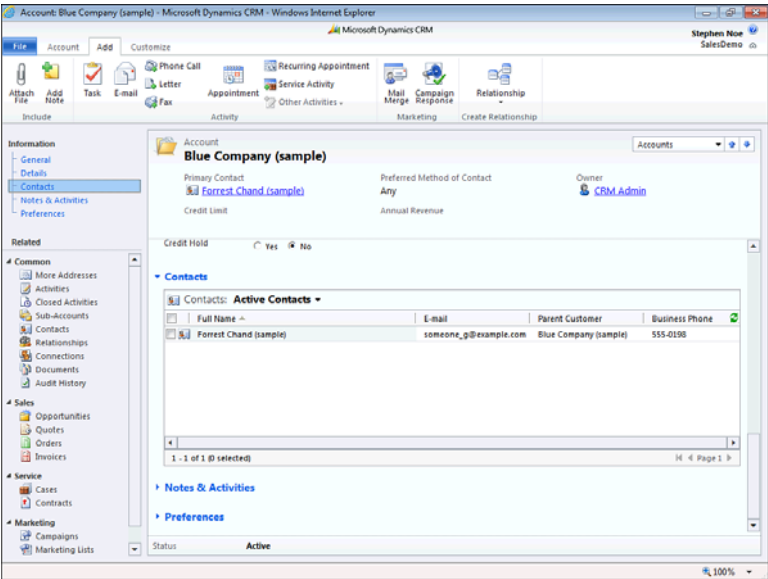 Account: Blue Company (sample) - Microsoft Dynamics CRM - Windows Internet Explorer
Microsoft Dynamics CRM
Stephen Noe
SalesDemo
File Account Add Customize
Attach File
Add Note
Task
E-mail
Phone Call
Letter
Fax
Appointment
Recurring Appointment
Service Activity
Other Activities
Mail Merge
Campaign Response
Relationship
Include Activity Marketing Create Relationship
Information
General
Details
Contacts
Notes & Activities
Preferences
Related
Common
More Addresses
Activities
Closed Activities
Sub-Accounts
Contacts
Relationships
Connections
Documents
Audit History
Sales
Opportunities
Quotes
Orders
Invoices
Service
Cases
Contracts
Marketing
Campaigns
Marketing Lists
Account
Blue Company (sample)
Accounts
Primary Contact Preferred Method of Contact Owner
Forrest Chand (sample) Any CRM Admin
Credit Limit Annual Revenue
Credit Hold Yes No
Contacts
Contacts: Active Contacts
Full Name E-mail Parent Customer Business Phone
Forrest Chand (sample) someone_g@example.com Blue Company (sample) 555-0198
1 - 1 of 1 (0 selected) Page 1
Notes & Activities
Preferences
Status Active
100%